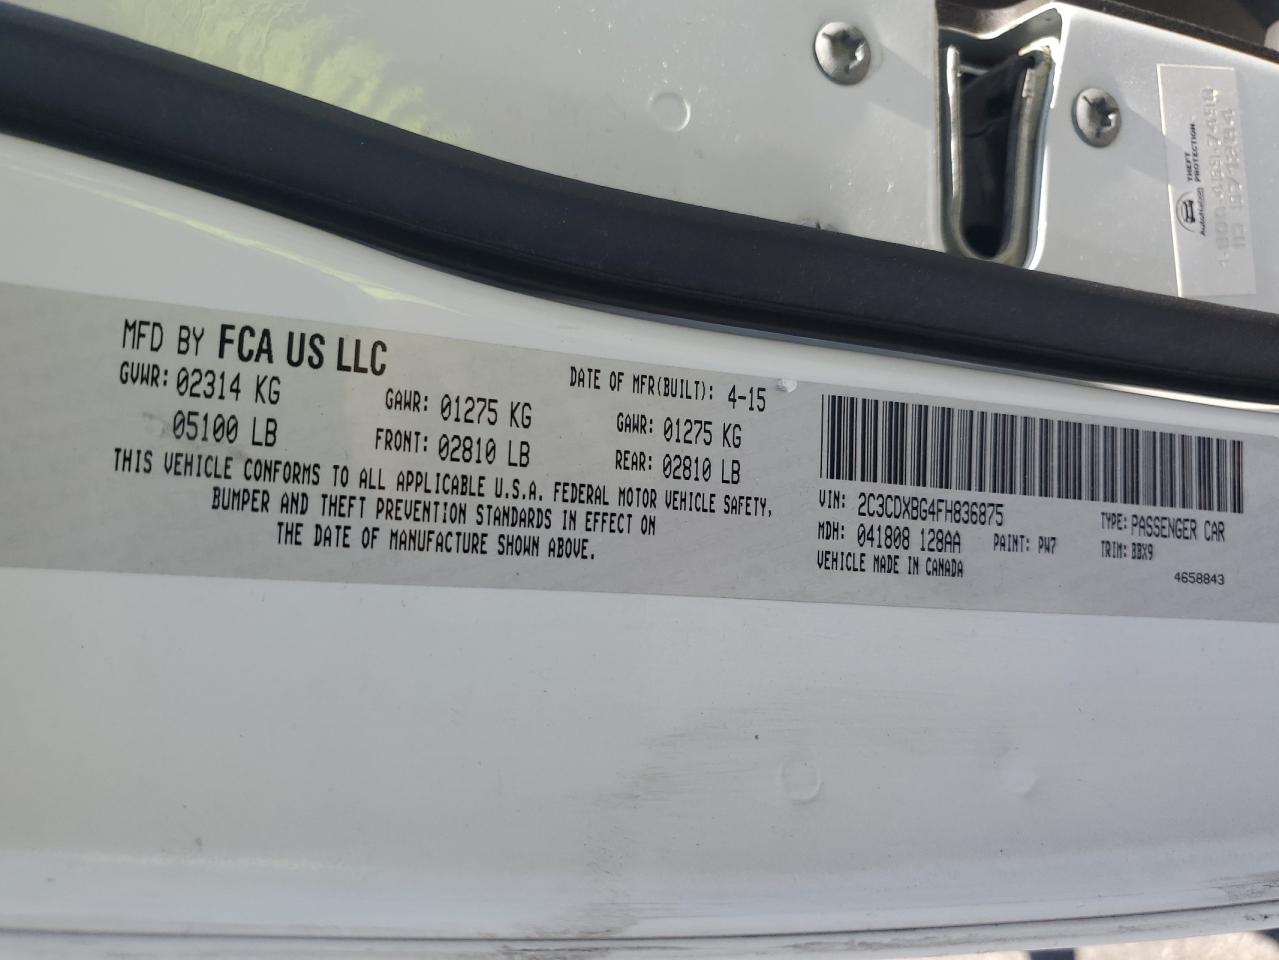 MFD BY FCA US LLC
DATE OF MFR(BUILT): 4-15
GVWR: 02314 KG
GAWR: 01275 KG
GAWR: 01275 KG
05100 LB
FRONT: 02810 LB
REAR: 02810 LB
THIS VEHICLE CONFORMS TO ALL APPLICABLE U.S.A. FEDERAL MOTOR VEHICLE SAFETY,
BUMPER AND THEFT PREVENTION STANDARDS IN EFFECT ON
THE DATE OF MANUFACTURE SHOWN ABOVE.
VIN: 2C3CDXBG4FH836875
TYPE: PASSENGER CAR
MDH: 041808 128AA
PAINT: PW7
TRIM: BBX9
VEHICLE MADE IN CANADA
4658843
THEFT
PROTECTION